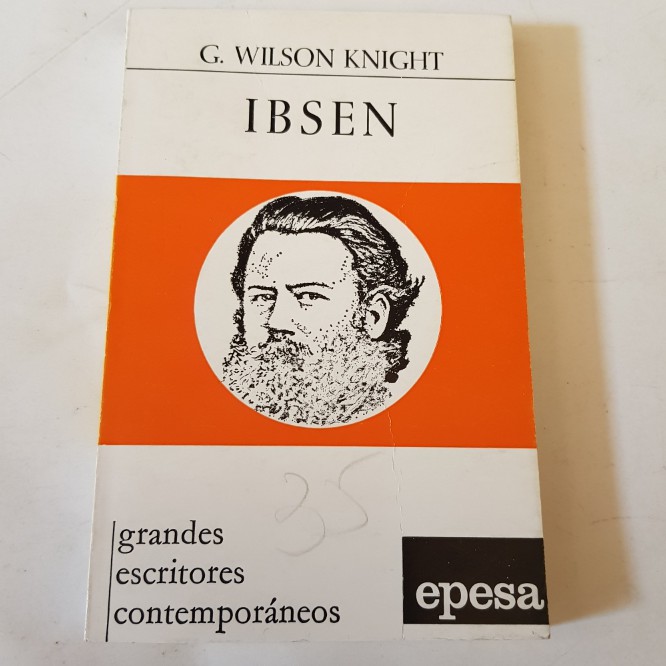 G. WILSON KNIGHT
IBSEN
35
grandes
escritores
contemporáneos
epesa